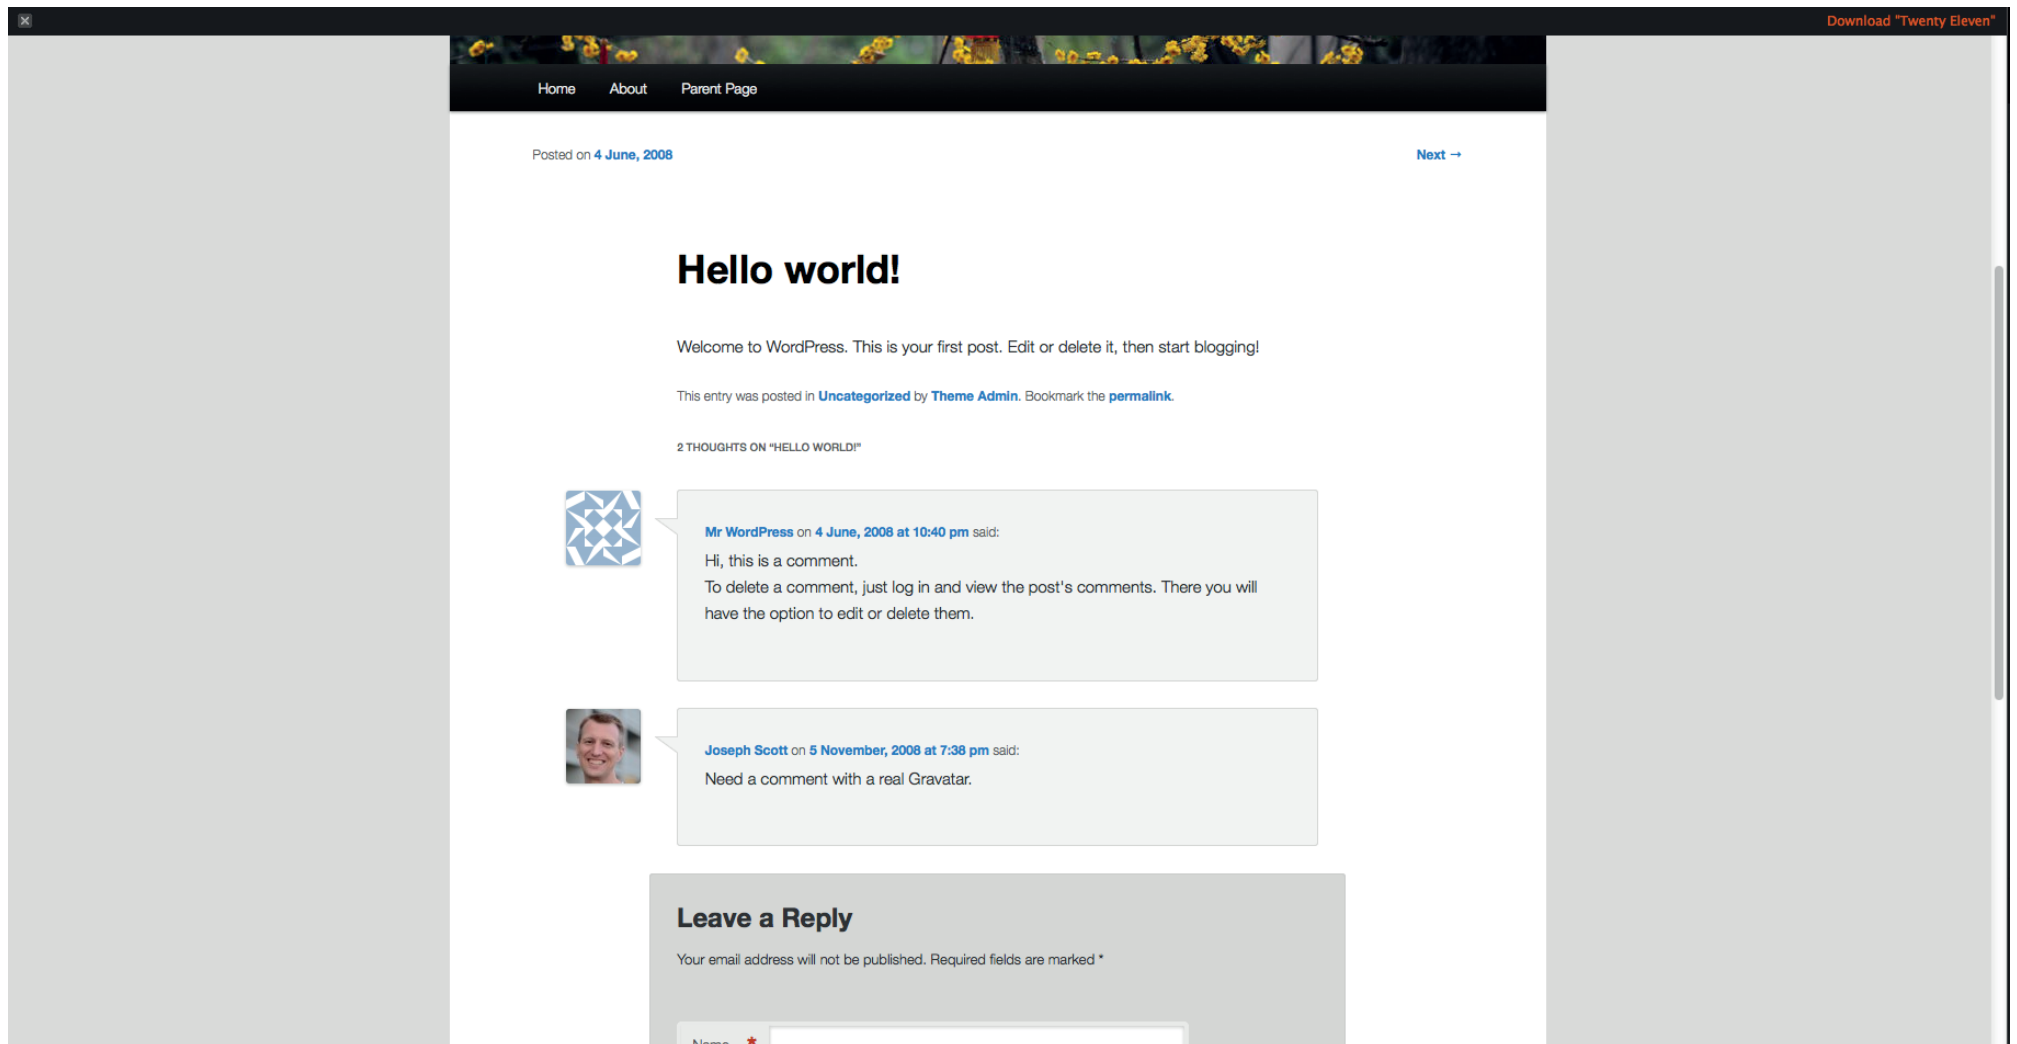 Download "Twenty Eleven"
Home About Parent Page
Posted on 4 June, 2008 Next →
Hello world!
Welcome to WordPress. This is your first post. Edit or delete it, then start blogging!
This entry was posted in Uncategorized by Theme Admin. Bookmark the permalink.
2 THOUGHTS ON “HELLO WORLD!”
Mr WordPress on 4 June, 2008 at 10:40 pm said:
Hi, this is a comment.
To delete a comment, just log in and view the post's comments. There you will
have the option to edit or delete them.
Joseph Scott on 5 November, 2008 at 7:38 pm said:
Need a comment with a real Gravatar.
Leave a Reply
Your email address will not be published. Required fields are marked *
Name *